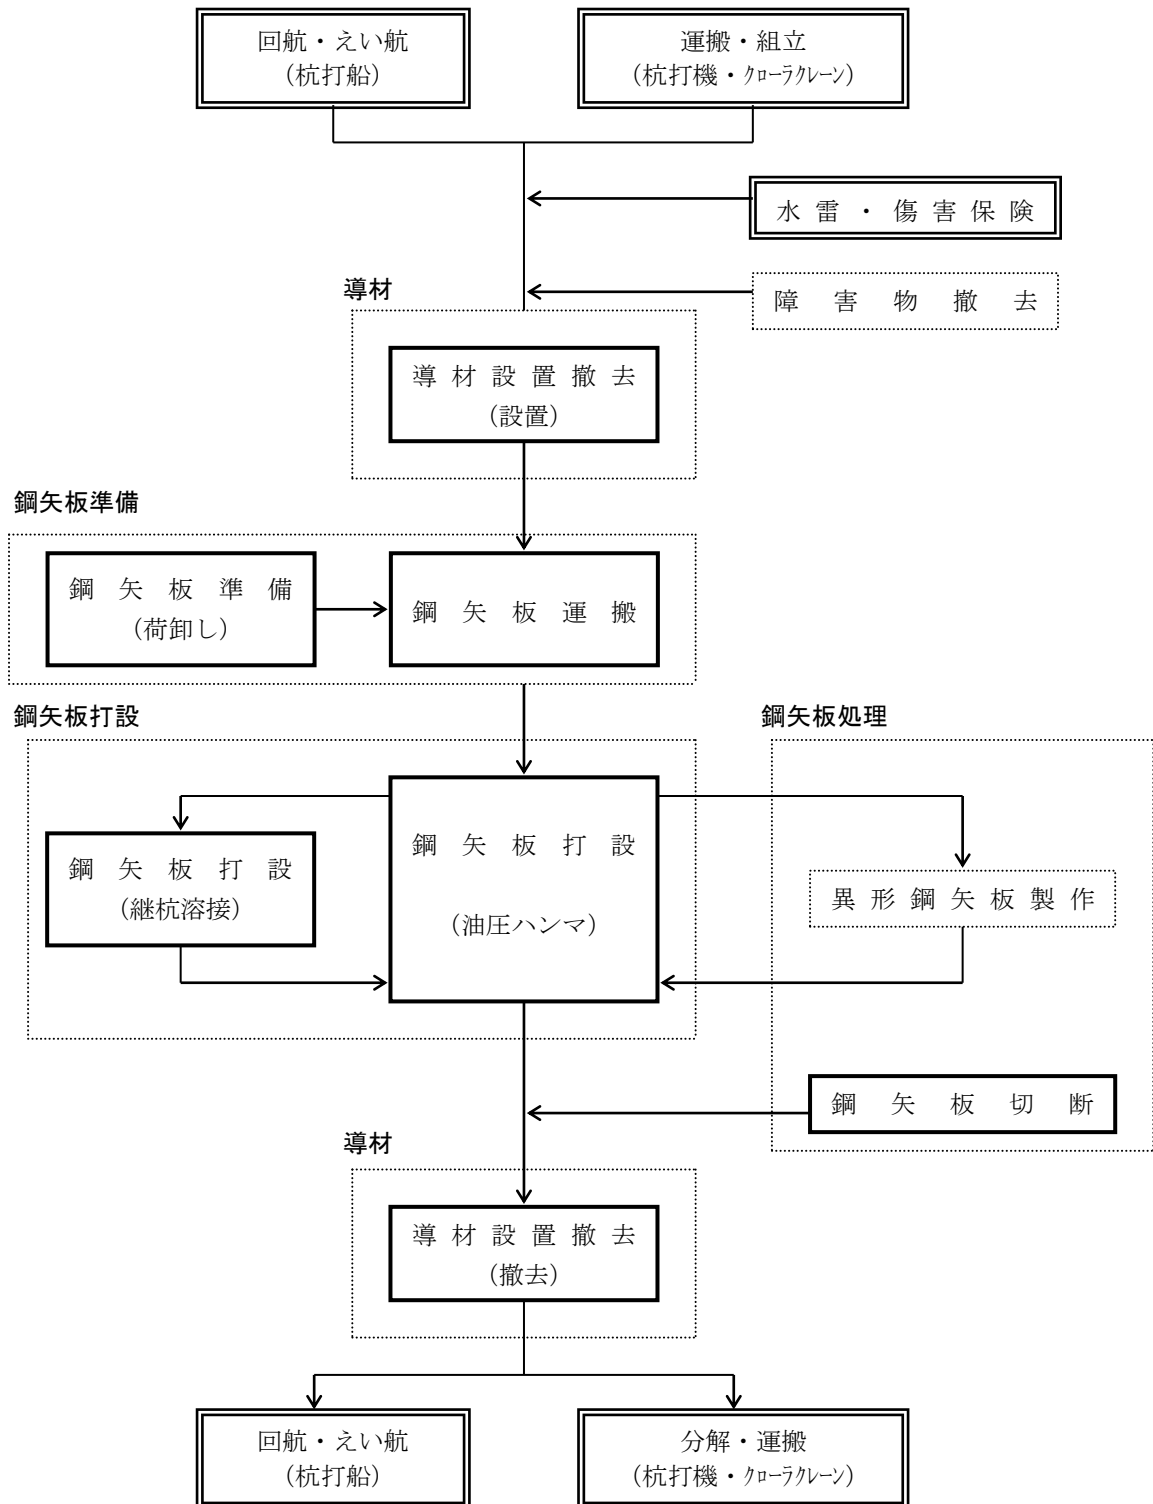 回航・えい航
（杭打船）
運搬・組立
（杭打機・ｸﾛｰﾗｸﾚｰﾝ）
水雷・傷害保険
障害物撤去
導材
導材設置撤去
（設置）
鋼矢板準備
鋼矢板準備
（荷卸し）
鋼矢板運搬
鋼矢板打設
鋼矢板処理
鋼矢板打設
（継杭溶接）
鋼矢板打設
（油圧ハンマ）
異形鋼矢板製作
鋼矢板切断
導材
導材設置撤去
（撤去）
回航・えい航
（杭打船）
分解・運搬
（杭打機・ｸﾛｰﾗｸﾚｰﾝ）